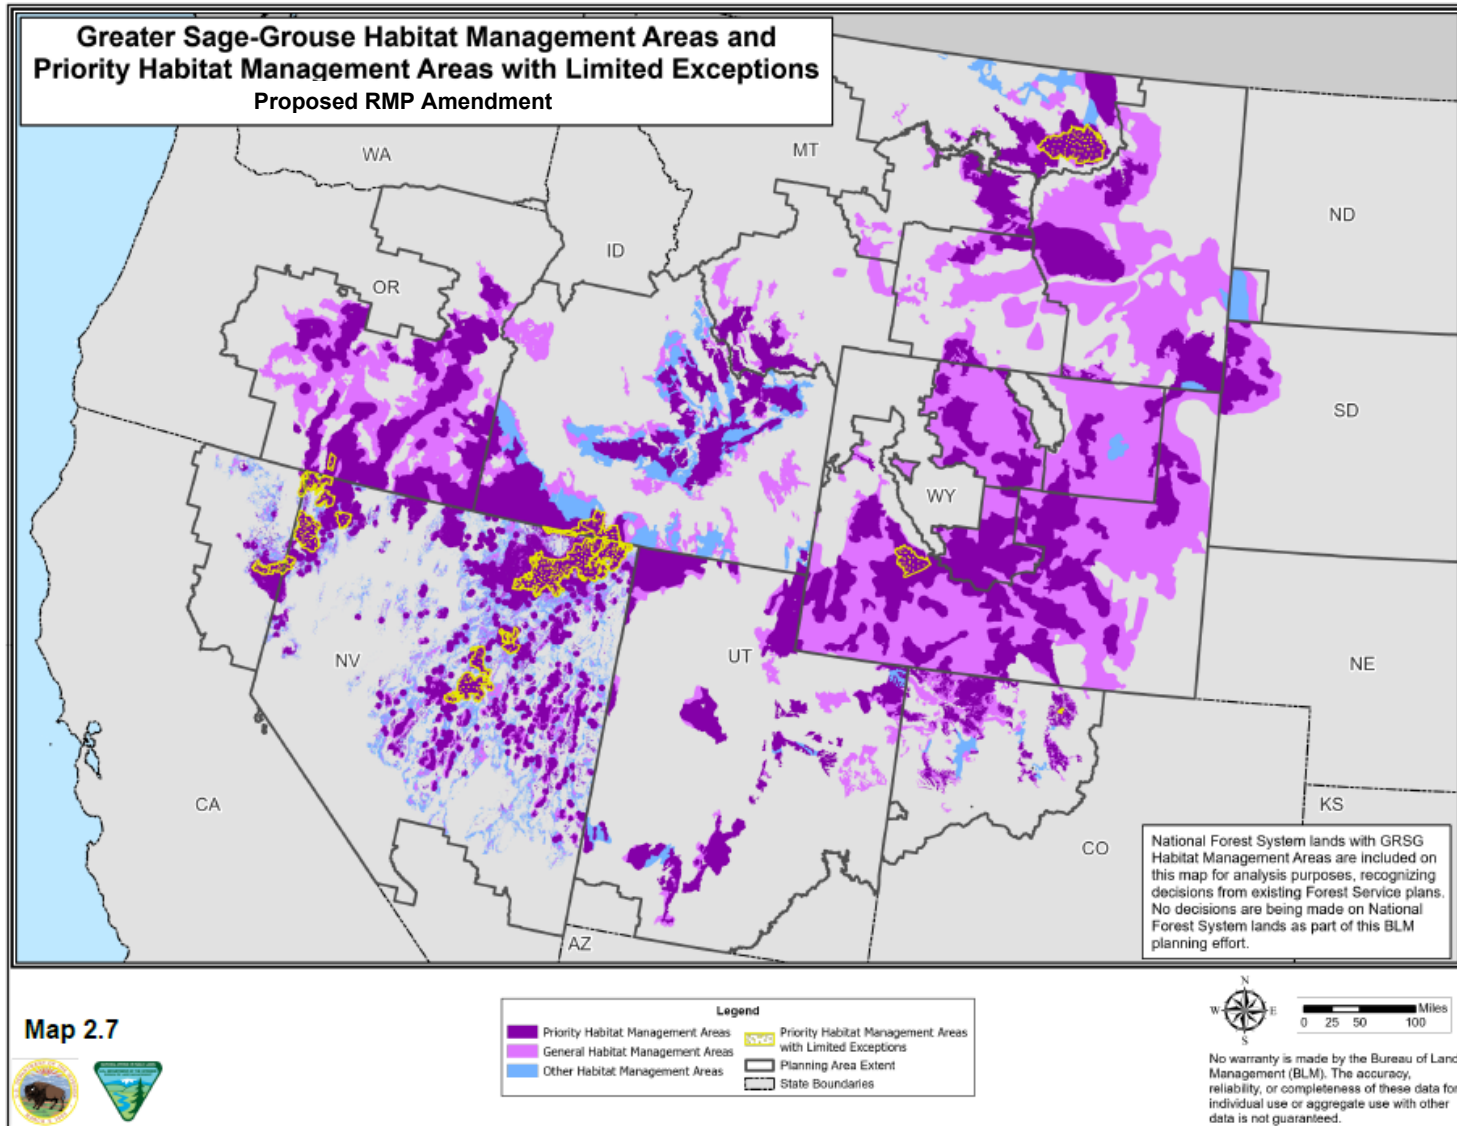 Greater Sage-Grouse Habitat Management Areas and
Priority Habitat Management Areas with Limited Exceptions
Proposed RMP Amendment
WA
MT
ND
ID
OR
SD
WY
NV
UT
NE
CA
KS
CO
AZ
National Forest System lands with GRSG
Habitat Management Areas are included on
this map for analysis purposes, recognizing
decisions from existing Forest Service plans.
No decisions are being made on National
Forest System lands as part of this BLM
planning effort.
Map 2.7
Legend
Priority Habitat Management Areas
General Habitat Management Areas
Other Habitat Management Areas
Priority Habitat Management Areas
with Limited Exceptions
Planning Area Extent
State Boundaries
N
W
E
S
Miles
0 25 50 100
No warranty is made by the Bureau of Land
Management (BLM). The accuracy,
reliability, or completeness of these data for
individual use or aggregate use with other
data is not guaranteed.